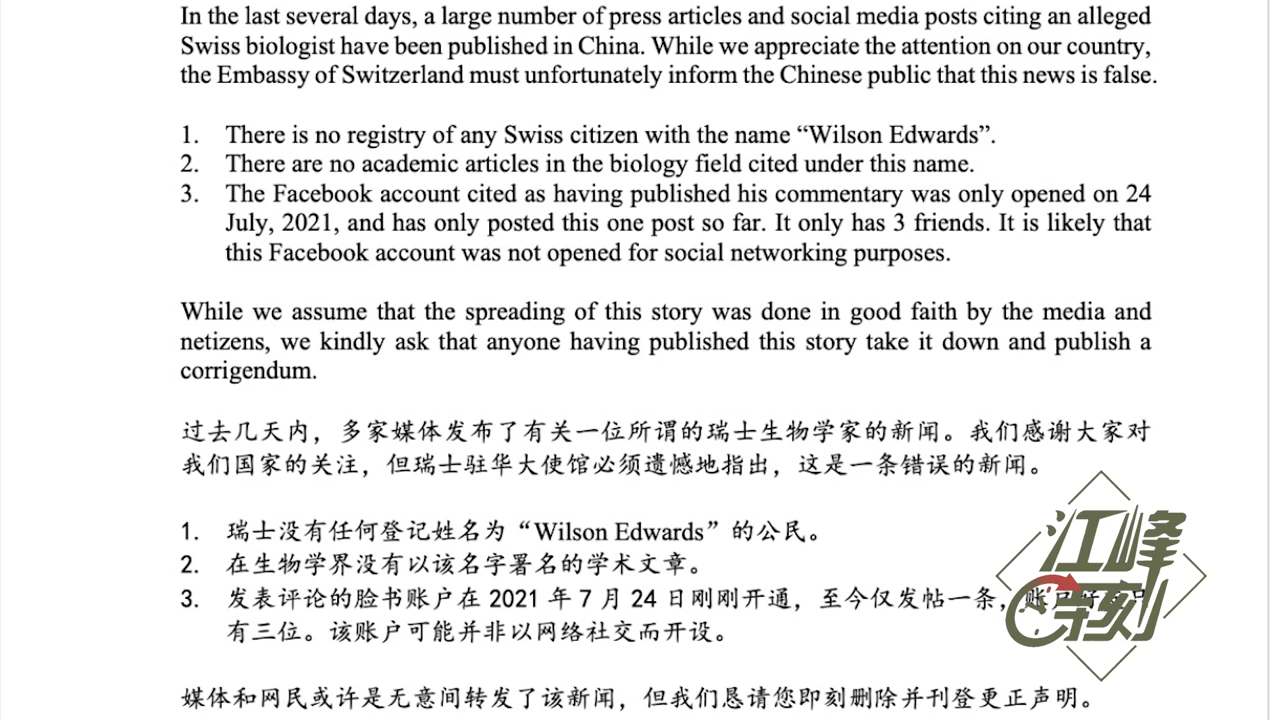 In the last several days, a large number of press articles and social media posts citing an alleged
Swiss biologist have been published in China. While we appreciate the attention on our country,
the Embassy of Switzerland must unfortunately inform the Chinese public that this news is false.
1. There is no registry of any Swiss citizen with the name “Wilson Edwards”.
2. There are no academic articles in the biology field cited under this name.
3. The Facebook account cited as having published his commentary was only opened on 24
July, 2021, and has only posted this one post so far. It only has 3 friends. It is likely that
this Facebook account was not opened for social networking purposes.
While we assume that the spreading of this story was done in good faith by the media and
netizens, we kindly ask that anyone having published this story take it down and publish a
corrigendum.
过去几天内，多家媒体发布了有关一位所谓的瑞士生物学家的新闻。我们感谢大家对
我们国家的关注，但瑞士驻华大使馆必须遗憾地指出，这是一条错误的新闻。
1. 瑞士没有任何登记姓名为“Wilson Edwards”的公民。
2. 在生物学界没有以该名字署名的学术文章。
3. 发表评论的脸书账户在 2021 年 7 月 24 日刚刚开通，至今仅发帖一条，账户好友只
有三位。该账户可能并非以网络社交而开设。
媒体和网民或许是无意间转发了该新闻，但我们恳请您即刻删除并刊登更正声明。
江峰
时刻